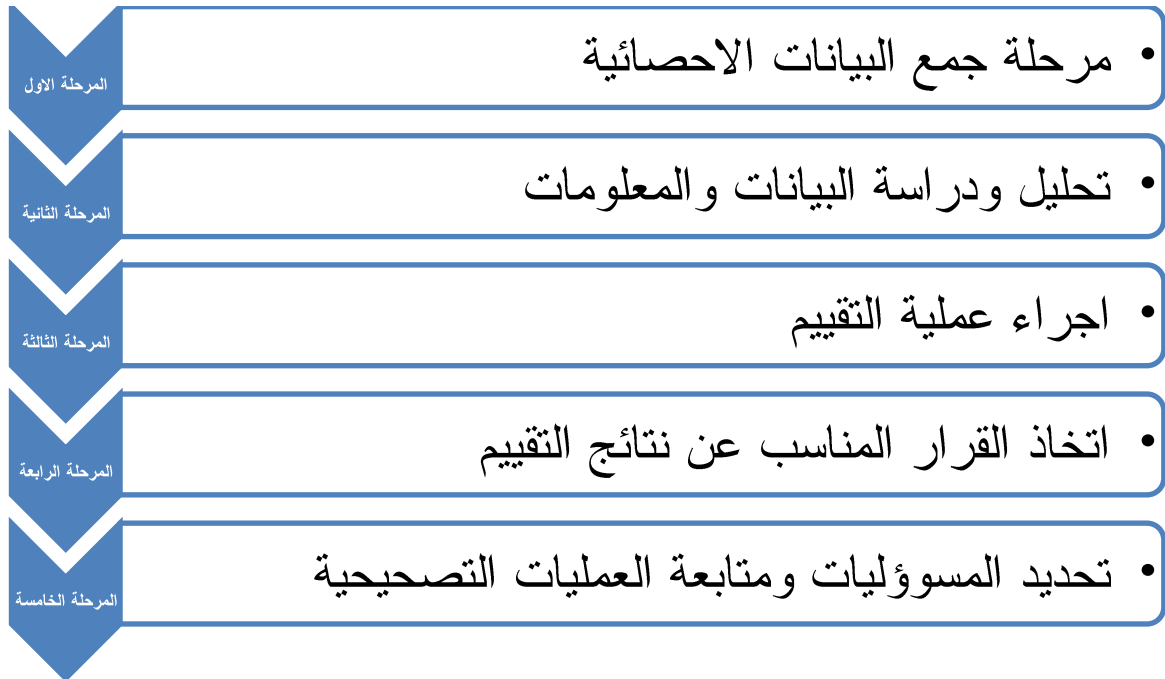 المرحلة الاول
• مرحلة جمع البيانات الاحصائية
المرحلة الثانية
• تحليل ودراسة البيانات والمعلومات
المرحلة الثالثة
• اجراء عملية التقييم
المرحلة الرابعة
• اتخاذ القرار المناسب عن نتائج التقييم
المرحلة الخامسة
• تحديد المسوؤليات ومتابعة العمليات التصحيحية